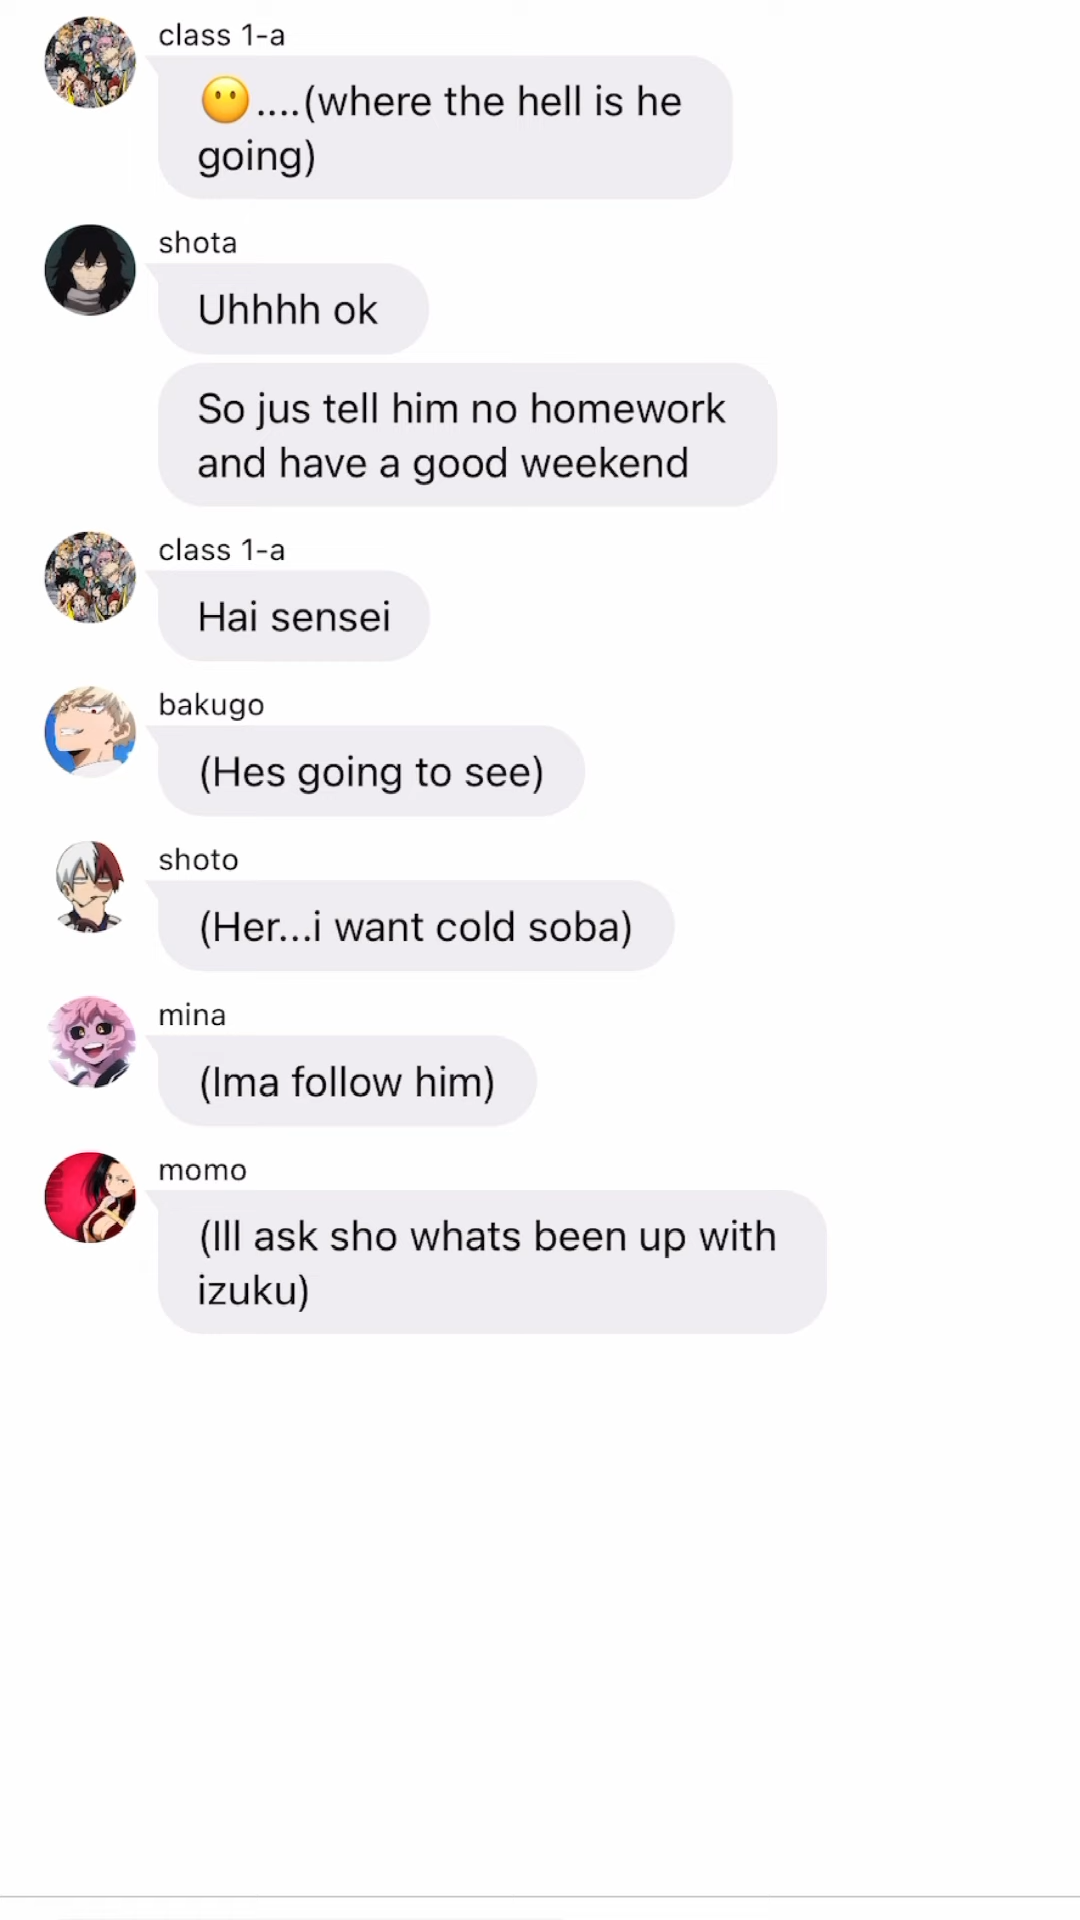 class 1-a
😶....(where the hell is he
going)
shota
Uhhhh ok
So jus tell him no homework
and have a good weekend
class 1-a
Hai sensei
bakugo
(Hes going to see)
shoto
(Her...i want cold soba)
mina
(Ima follow him)
momo
(Ill ask sho whats been up with
izuku)